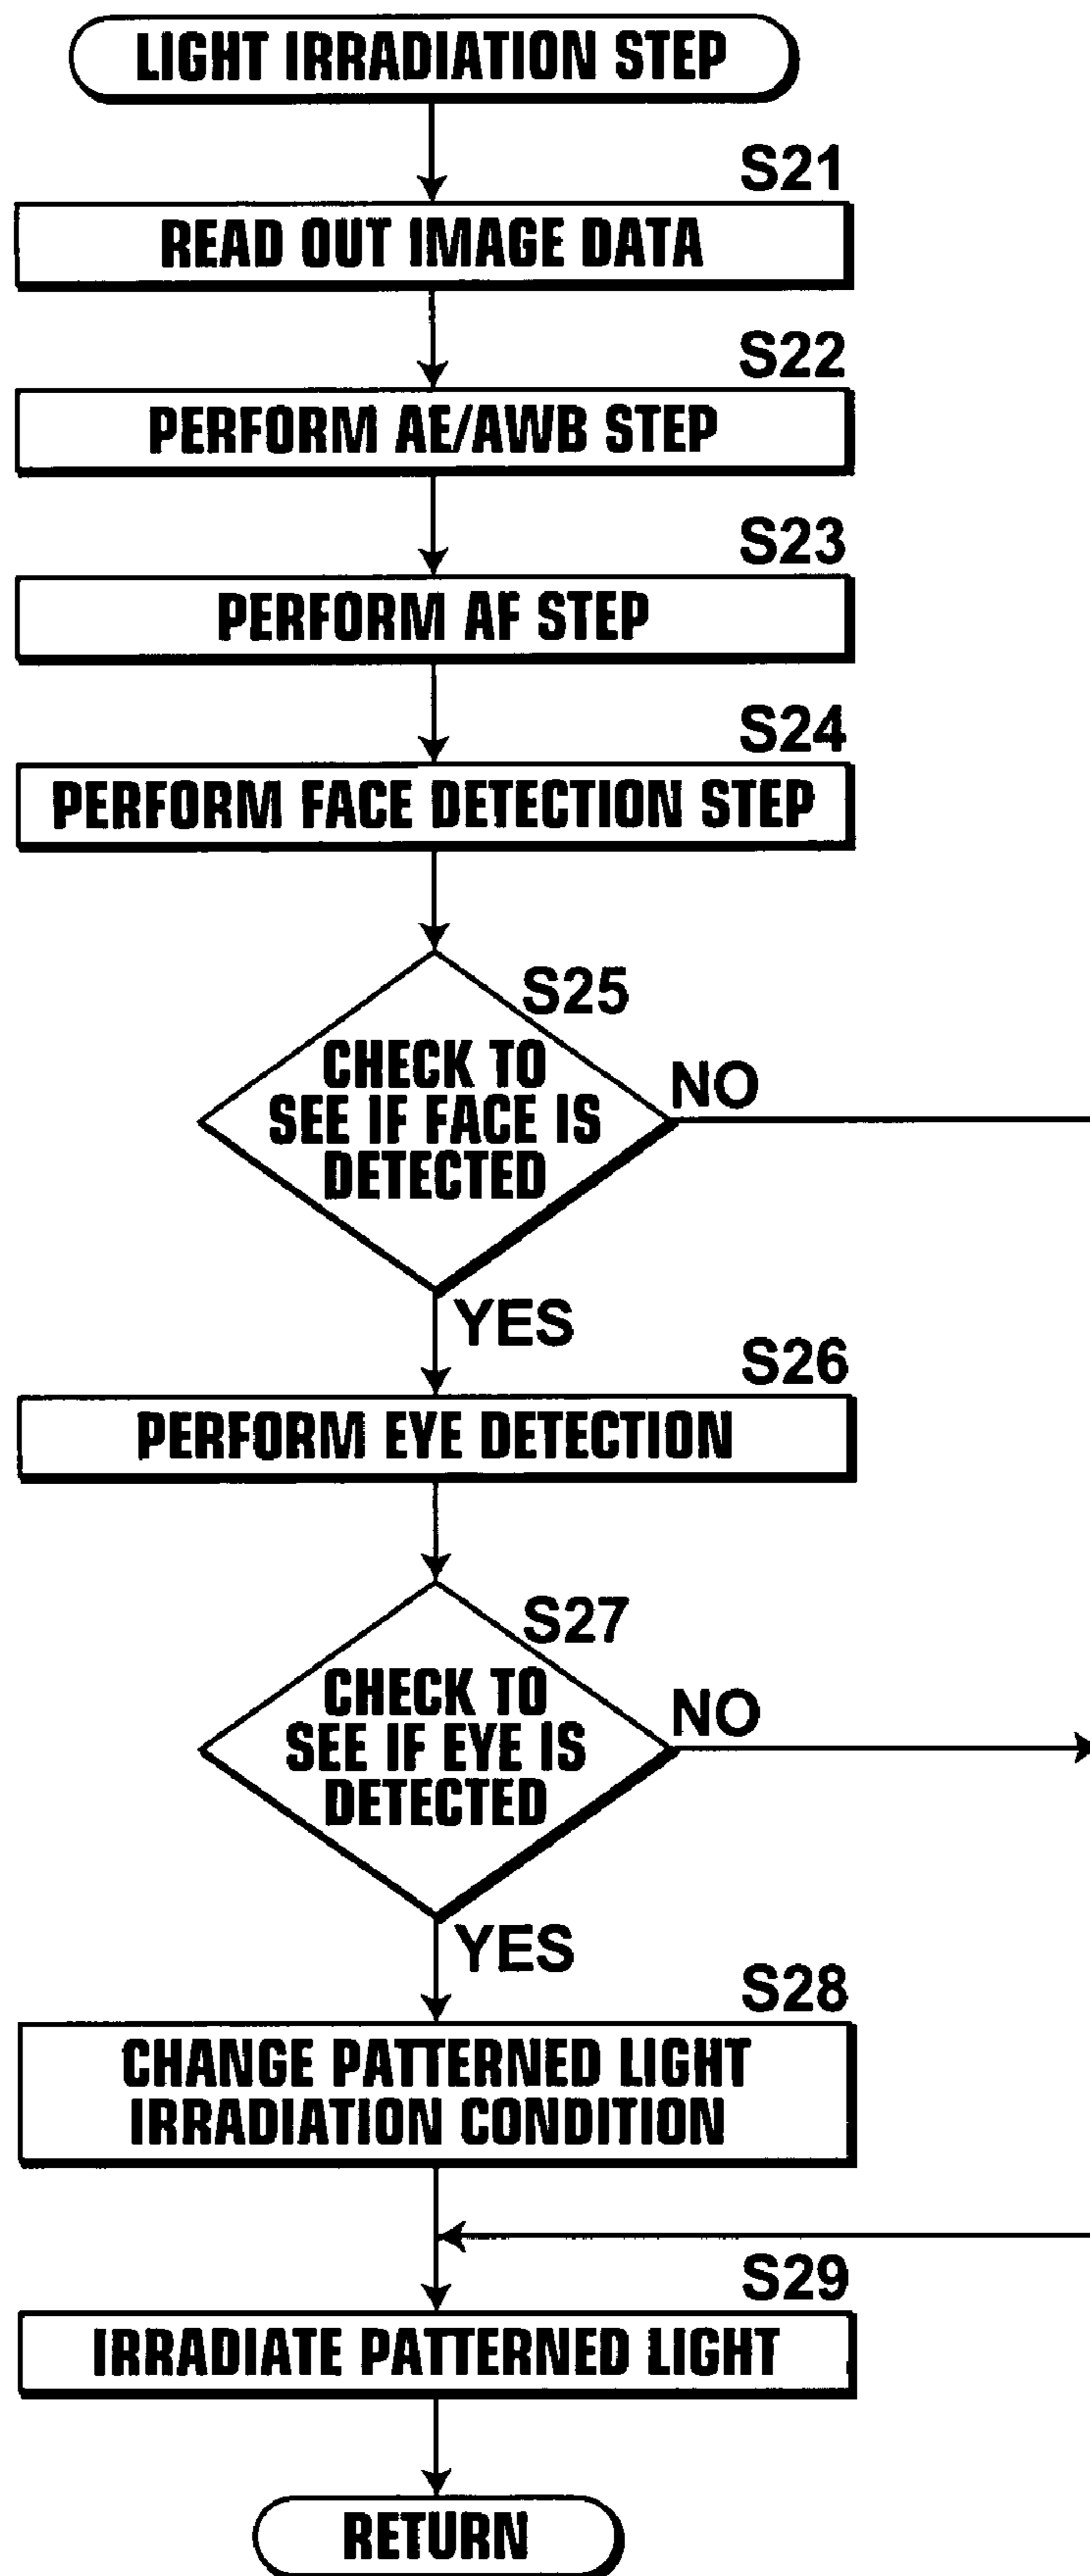 LIGHT IRRADIATION STEP
S21
READ OUT IMAGE DATA
S22
PERFORM AE/AWB STEP
S23
PERFORM AF STEP
S24
PERFORM FACE DETECTION STEP
S25
CHECK TO
SEE IF FACE IS
DETECTED
NO
YES
S26
PERFORM EYE DETECTION
S27
CHECK TO
SEE IF EYE IS
DETECTED
NO
YES
S28
CHANGE PATTERNED LIGHT
IRRADIATION CONDITION
S29
IRRADIATE PATTERNED LIGHT
RETURN